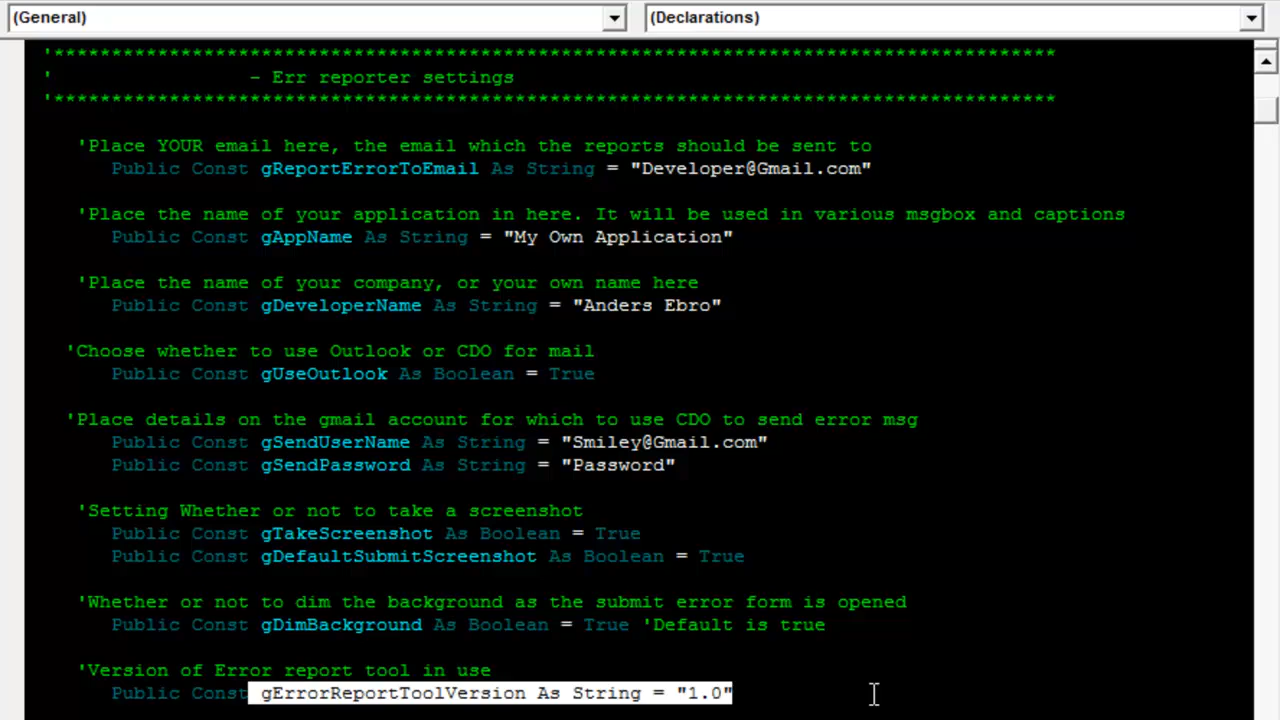 (General) (Declarations)
'****************************************************************************************
' - Err reporter settings
'****************************************************************************************
'Place YOUR email here, the email which the reports should be sent to
Public Const gReportErrorToEmail As String = "Developer@Gmail.com"
'Place the name of your application in here. It will be used in various msgbox and captions
Public Const gAppName As String = "My Own Application"
'Place the name of your company, or your own name here
Public Const gDeveloperName As String = "Anders Ebro"
'Choose whether to use Outlook or CDO for mail
Public Const gUseOutlook As Boolean = True
'Place details on the gmail account for which to use CDO to send error msg
Public Const gSendUserName As String = "Smiley@Gmail.com"
Public Const gSendPassword As String = "Password"
'Setting Whether or not to take a screenshot
Public Const gTakeScreenshot As Boolean = True
Public Const gDefaultSubmitScreenshot As Boolean = True
'Whether or not to dim the background as the submit error form is opened
Public Const gDimBackground As Boolean = True 'Default is true
'Version of Error report tool in use
Public Const gErrorReportToolVersion As String = "1.0"